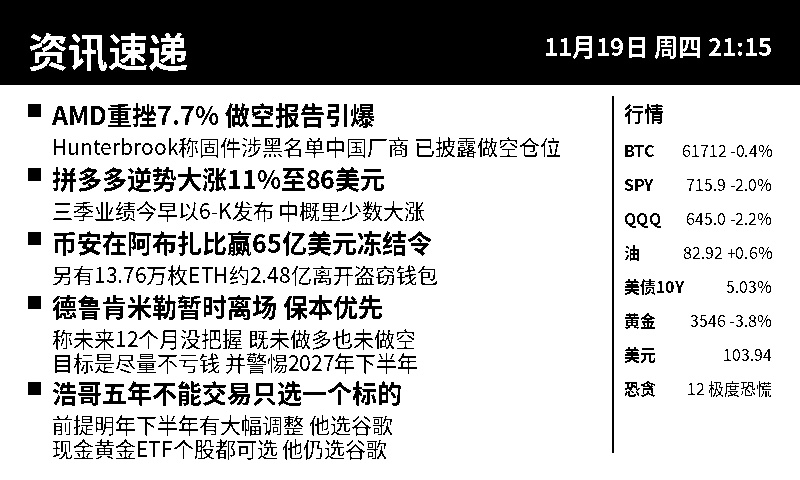 资讯速递
11月19日 周四 21:15
AMD重挫7.7% 做空报告引爆
Hunterbrook称固件涉黑名单中国厂商 已披露做空仓位
拼多多逆势大涨11%至86美元
三季业绩今早以6-K发布 中概里少数大涨
币安在阿布扎比赢65亿美元冻结令
另有13.76万枚ETH约2.48亿离开盗窃钱包
德鲁肯米勒暂时离场 保本优先
称未来12个月没把握 既未做多也未做空
目标是尽量不亏钱 并警惕2027年下半年
浩哥五年不能交易只选一个标的
前提明年下半年有大幅调整 他选谷歌
现金黄金ETF个股都可选 他仍选谷歌
行情
BTC 61712 -0.4%
SPY 715.9 -2.0%
QQQ 645.0 -2.2%
油 82.92 +0.6%
美债10Y 5.03%
黄金 3546 -3.8%
美元 103.94
恐贪 12 极度恐慌